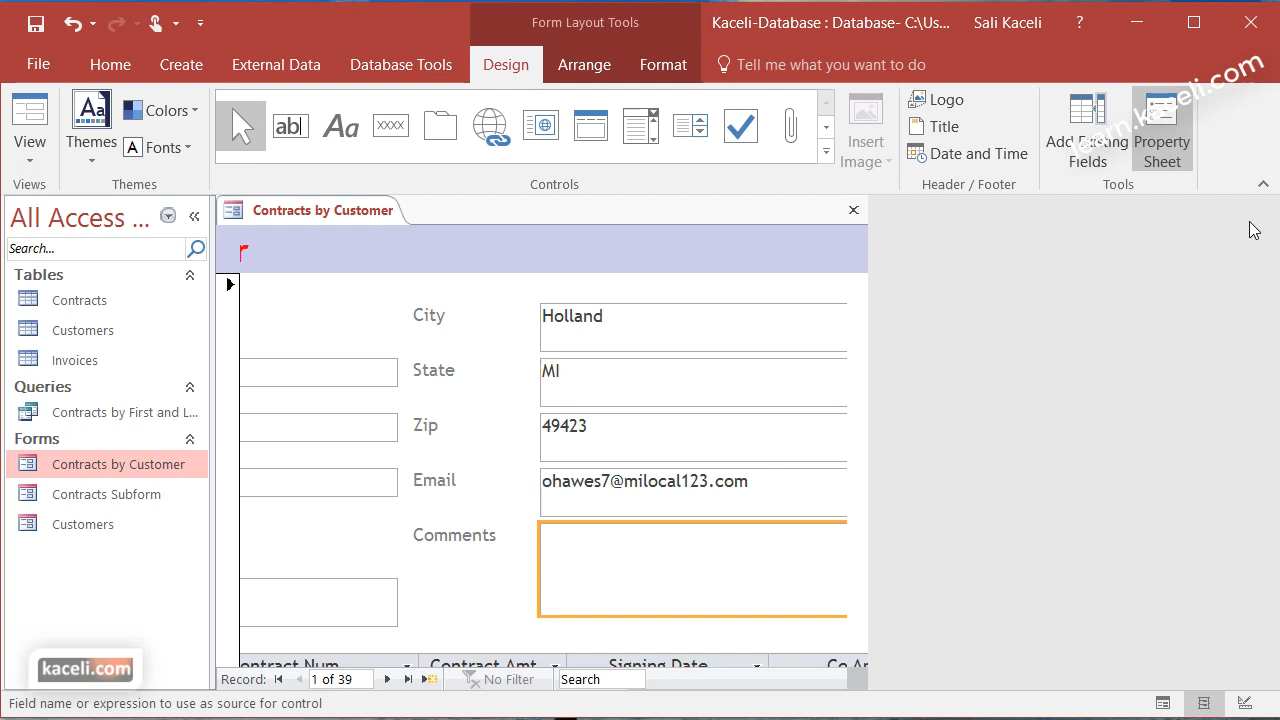 Form Layout Tools
Kaceli-Database : Database- C:\Us...
Sali Kaceli
?
File
Home
Create
External Data
Database Tools
Design
Arrange
Format
Tell me what you want to do
learn.kaceli.com
View
Themes
Aa
Colors
A Fonts
ab
Aa
XXXX
Insert
Image
Logo
Title
Date and Time
Add Existing
Fields
Property
Sheet
Views
Themes
Controls
Header / Footer
Tools
All Access ...
Search...
Tables
Contracts
Customers
Invoices
Queries
Contracts by First and L...
Forms
Contracts by Customer
Contracts Subform
Customers
kaceli.com
Contracts by Customer
City
Holland
State
MI
Zip
49423
Email
ohawes7@milocal123.com
Comments
Contract Amt
Signing Date
Record:
1 of 39
No Filter
Search
Field name or expression to use as source for control